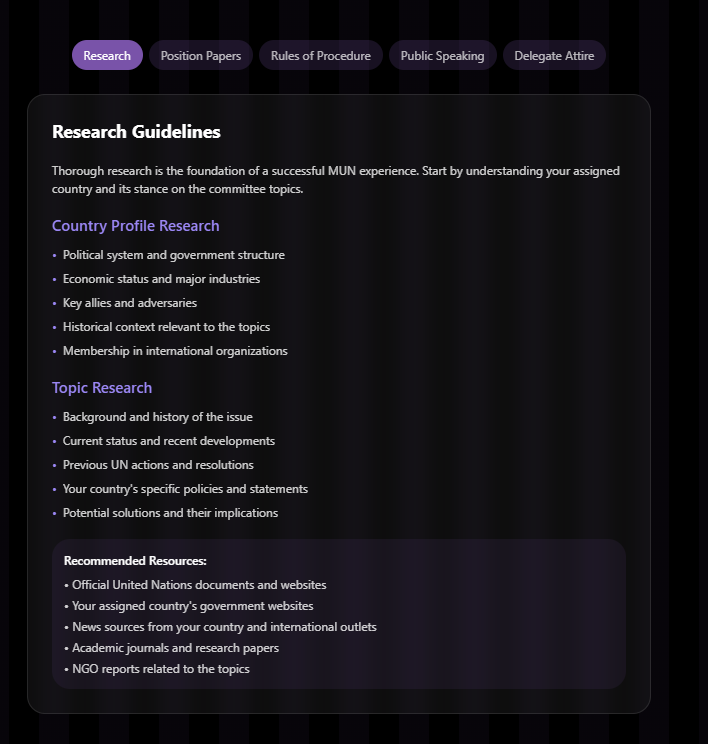 Research
Position Papers
Rules of Procedure
Public Speaking
Delegate Attire
Research Guidelines
Thorough research is the foundation of a successful MUN experience. Start by understanding your assigned
country and its stance on the committee topics.
Country Profile Research
• Political system and government structure
• Economic status and major industries
• Key allies and adversaries
• Historical context relevant to the topics
• Membership in international organizations
Topic Research
• Background and history of the issue
• Current status and recent developments
• Previous UN actions and resolutions
• Your country's specific policies and statements
• Potential solutions and their implications
Recommended Resources:
• Official United Nations documents and websites
• Your assigned country's government websites
• News sources from your country and international outlets
• Academic journals and research papers
• NGO reports related to the topics